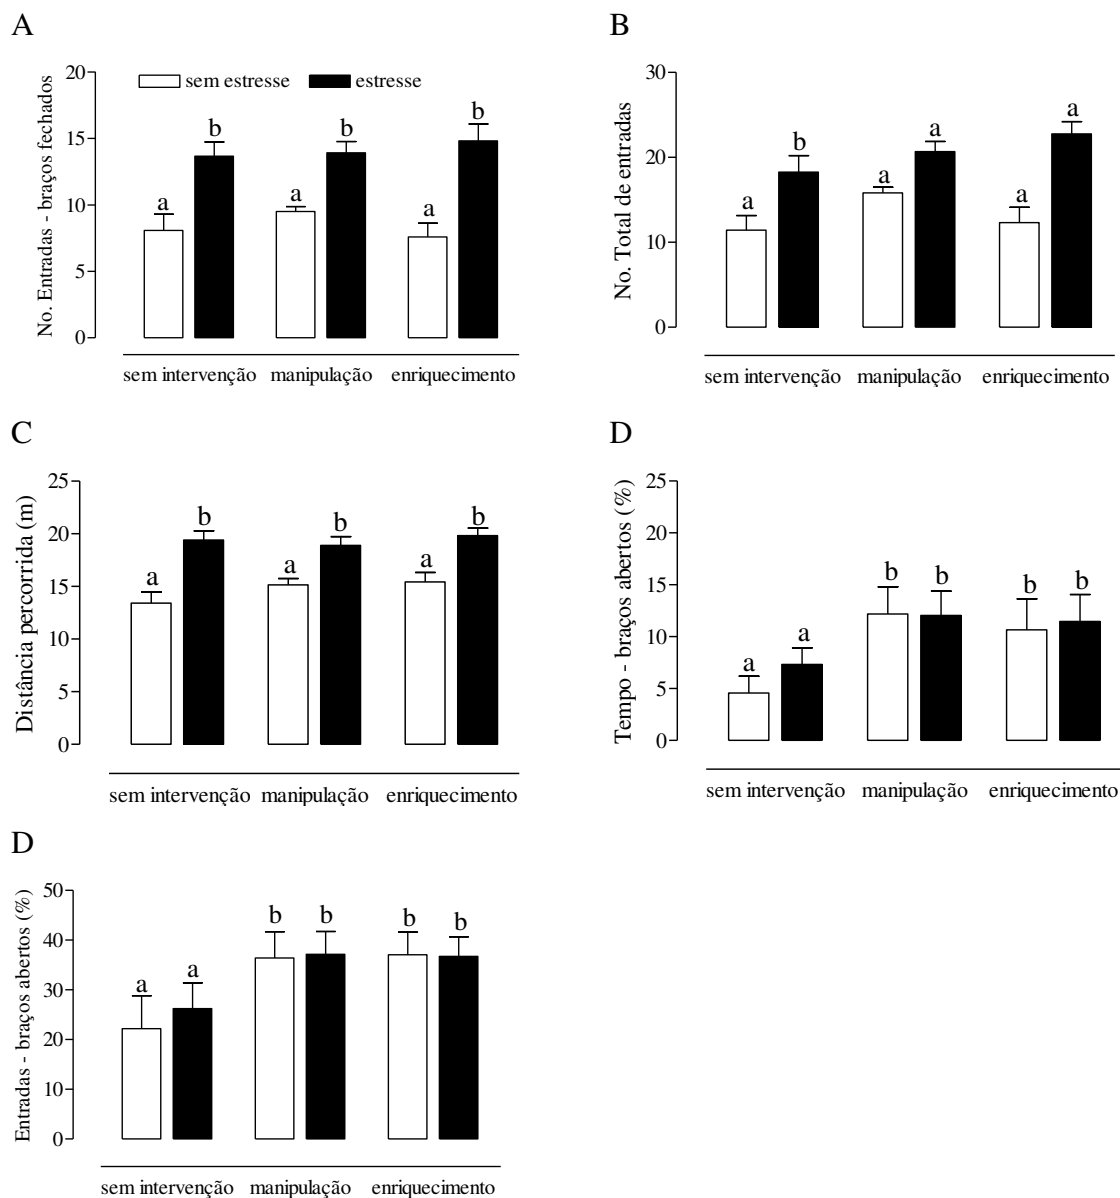 A
No. Entradas - braços fechados
20
15
10
5
0
sem estresse
estresse
a
b
a
b
a
b
sem intervenção
manipulação
enriquecimento
B
No. Total de entradas
30
20
10
0
a
b
a
a
a
a
sem intervenção
manipulação
enriquecimento
C
Distância percorrida (m)
25
20
15
10
5
0
a
b
a
b
a
b
sem intervenção
manipulação
enriquecimento
D
Tempo - braços abertos (%)
25
20
15
10
5
0
a
a
b
b
b
b
sem intervenção
manipulação
enriquecimento
D
Entradas - braços abertos (%)
50
40
30
20
10
0
a
a
b
b
b
b
sem intervenção
manipulação
enriquecimento